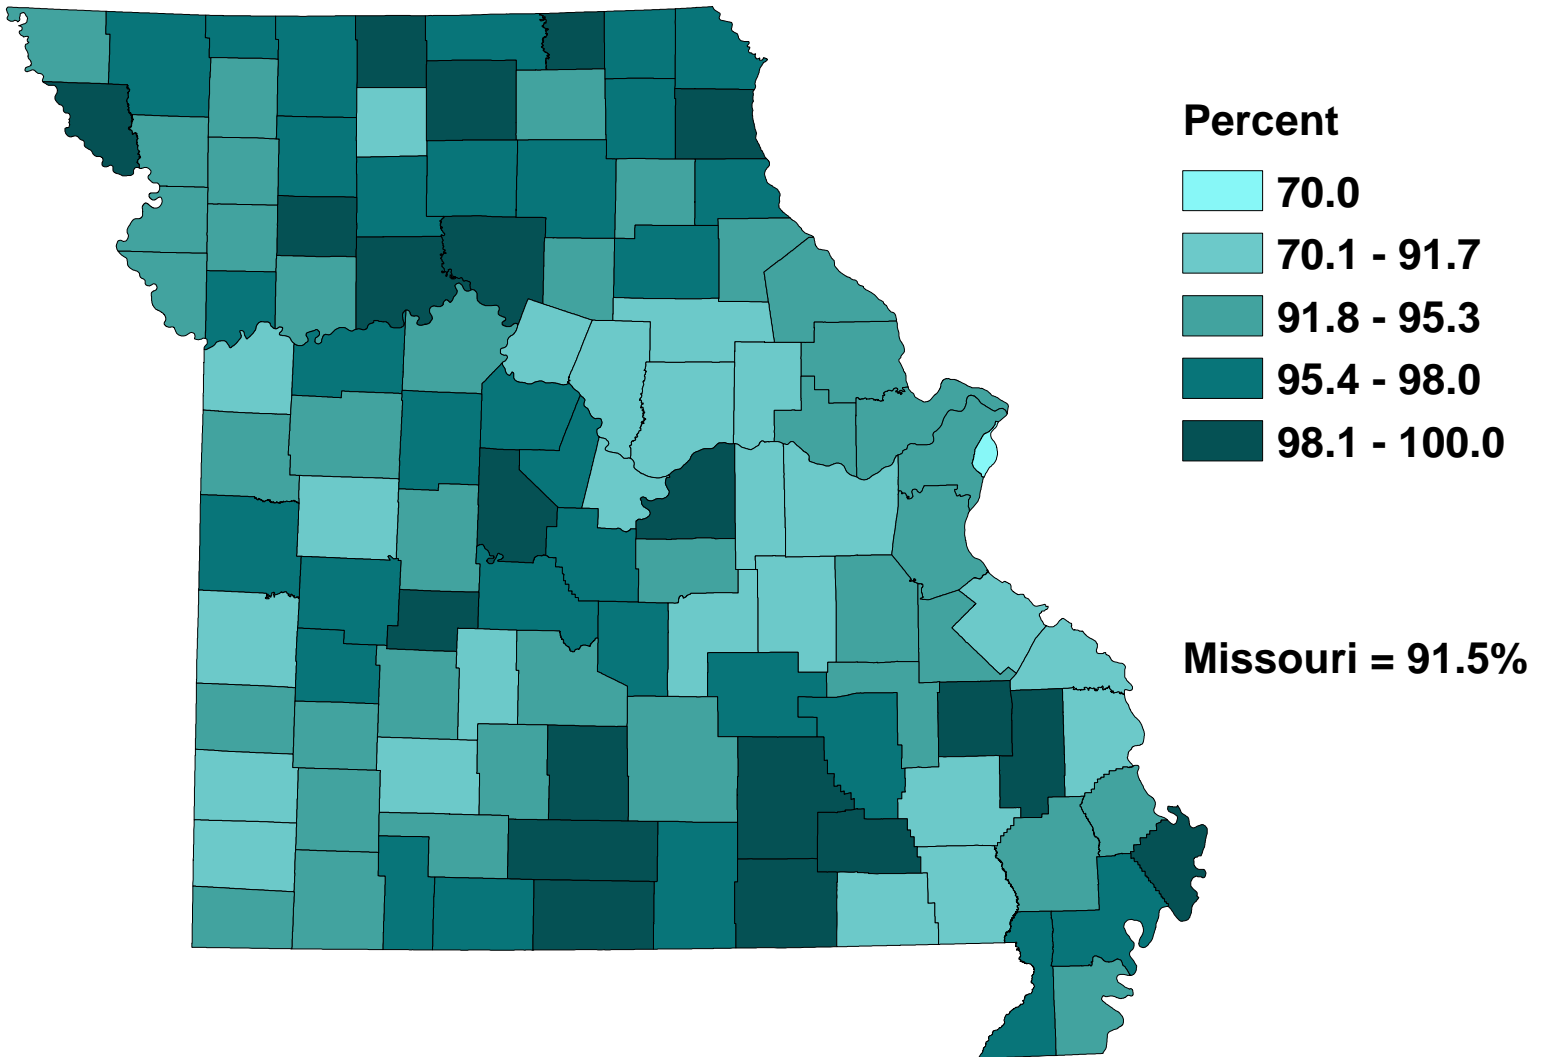 Percent
70.0
70.1 - 91.7
91.8 - 95.3
95.4 - 98.0
98.1 - 100.0
Missouri = 91.5%